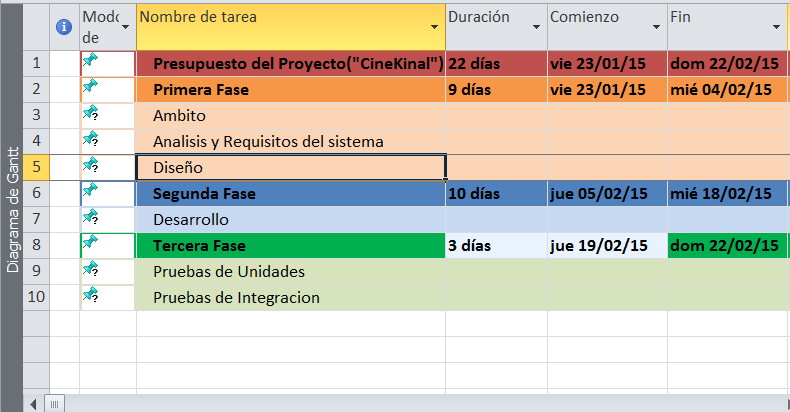 Modo de
Nombre de tarea
Duración
Comienzo
Fin
1 Presupuesto del Proyecto("CineKinal") 22 días vie 23/01/15 dom 22/02/15
2 Primera Fase 9 días vie 23/01/15 mié 04/02/15
3 Ambito
4 Analisis y Requisitos del sistema
5 Diseño
6 Segunda Fase 10 días jue 05/02/15 mié 18/02/15
7 Desarrollo
8 Tercera Fase 3 días jue 19/02/15 dom 22/02/15
9 Pruebas de Unidades
10 Pruebas de Integracion
Diagrama de Gantt